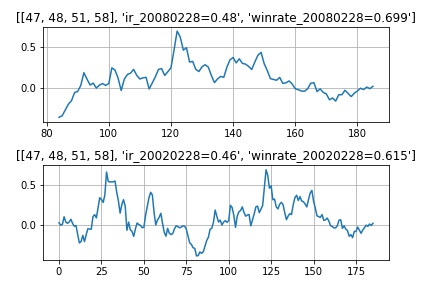 [[47, 48, 51, 58], 'ir_20080228=0.48', 'winrate_20080228=0.699']
0.5
0.0
80 100 120 140 160 180
[[47, 48, 51, 58], 'ir_20020228=0.46', 'winrate_20020228=0.615']
0.5
0.0
0 25 50 75 100 125 150 175